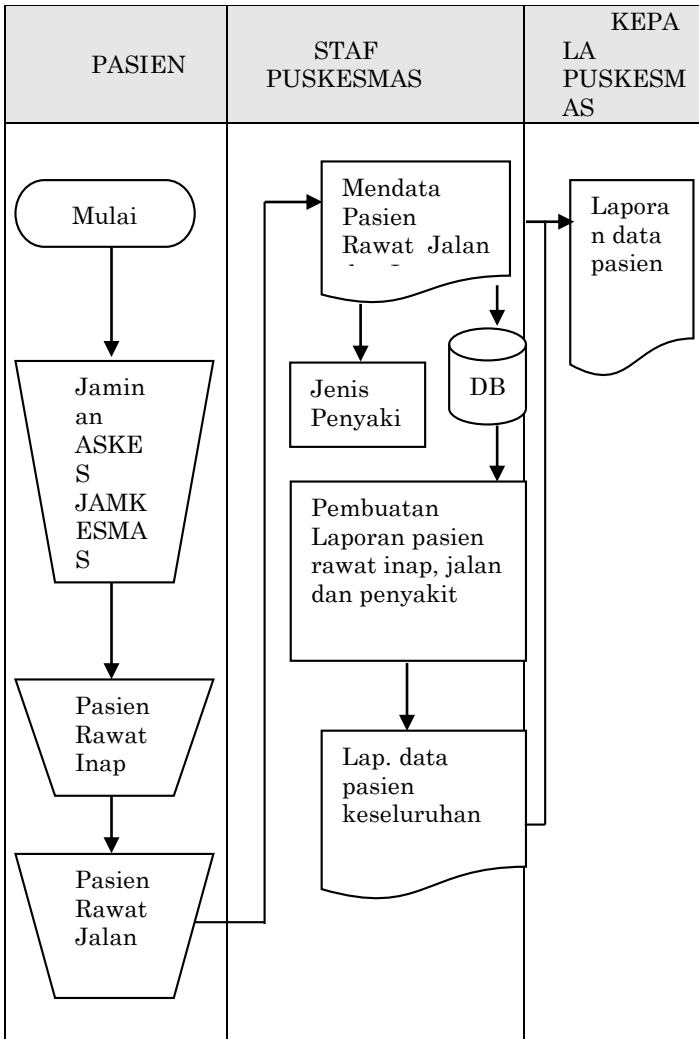 PASIEN
STAF
PUSKESMAS
KEPA
LA
PUSKESM
AS
Mulai
Jamin
an
ASKE
S
JAMK
ESMA
S
Pasien
Rawat
Inap
Pasien
Rawat
Jalan
Mendata
Pasien
Rawat Jalan
Jenis
Penyaki
DB
Pembuatan
Laporan pasien
rawat inap, jalan
dan penyakit
Lap. data
pasien
keseluruhan
Lapora
n data
pasien